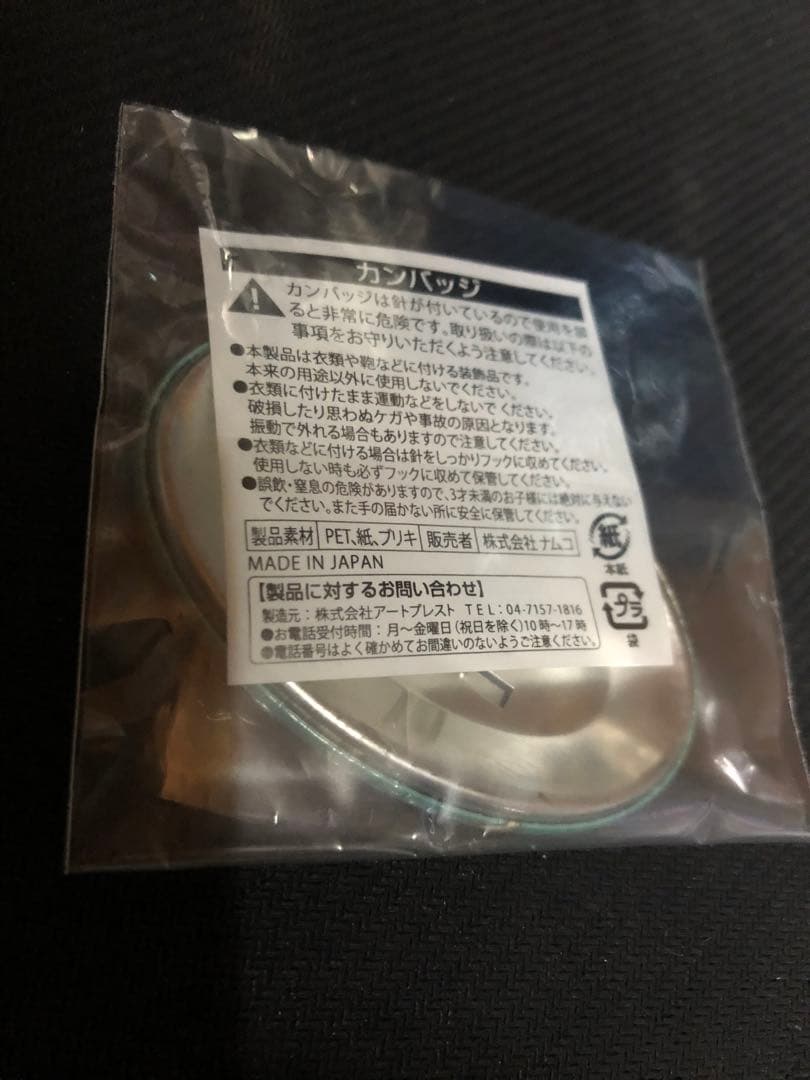 カンバッジ
カンバッジは針が付いているので使用を誤
ると非常に危険です。取り扱いの際は以下の
事項をお守りいただくよう注意してください。
●本製品は衣類や鞄などに付ける装飾品です。
本来の用途以外に使用しないでください。
●衣類に付けたまま運動などをしないでください。
破損したり思わぬケガや事故の原因となります。
振動で外れる場合もありますので注意してください。
●衣類などに付ける場合は針をしっかりフックに収めてください。
使用しない時も必ずフックに収めて保管してください。
●誤飲・窒息の危険がありますので、3才未満のお子様には絶対に与えない
でください。また手の届かない所に安全に保管してください。
製品素材 PET、紙、ブリキ 販売者 株式会社ナムコ
紙
本紙
MADE IN JAPAN
プラ
袋
【製品に対するお問い合わせ】
製造元：株式会社アートプレスト TEL：04-7157-1816
●お電話受付時間：月～金曜日(祝日を除く)10時～17時
●電話番号はよく確かめてお間違いのないようご注意ください。